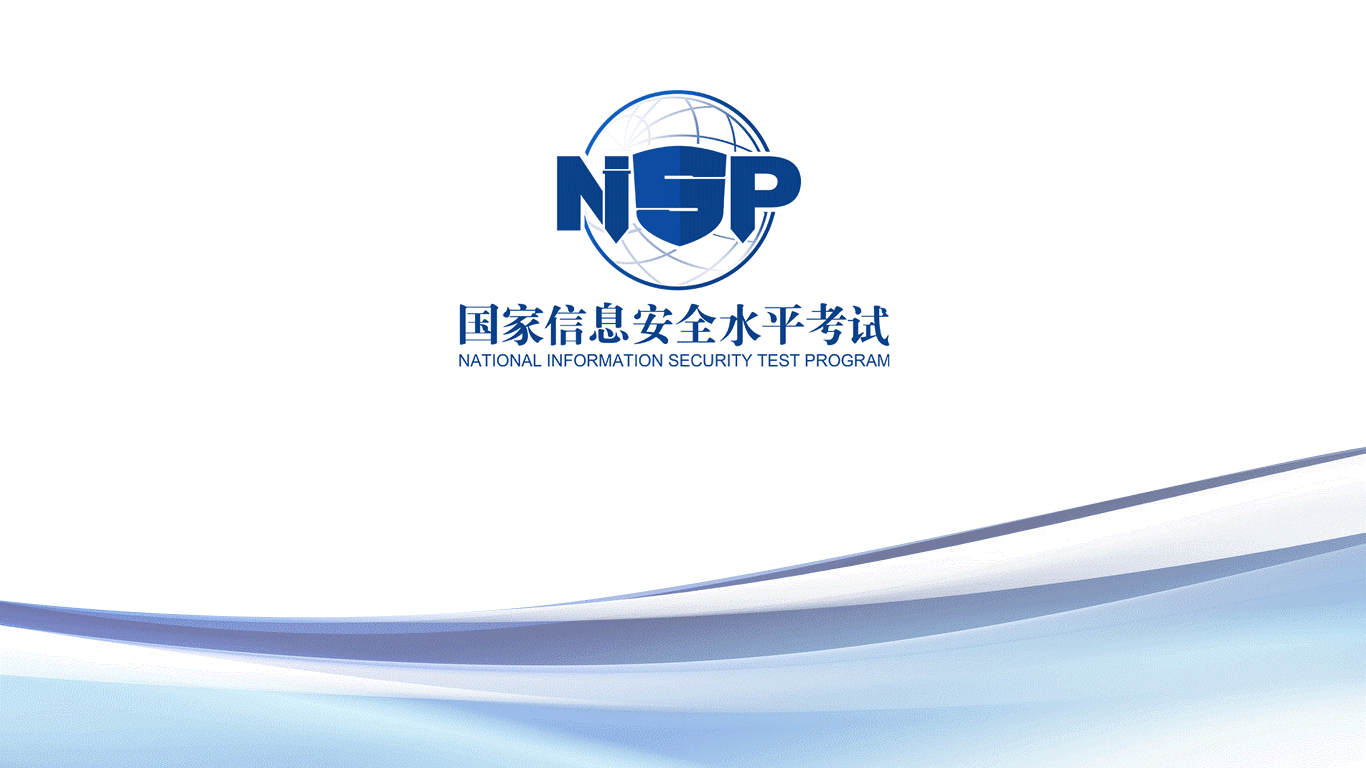 NISP
国家信息安全水平考试
NATIONAL INFORMATION SECURITY TEST PROGRAM